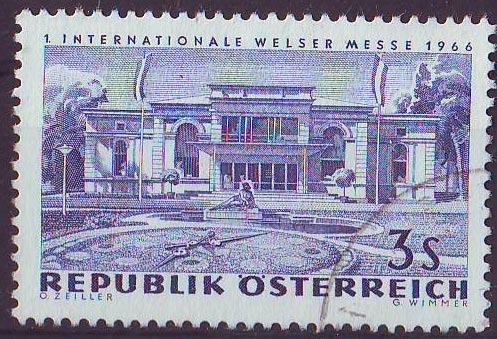 1. INTERNATIONALE WELSER MESSE 1966
3S
REPUBLIK ÖSTERREICH
O. ZEILLER G. WIMMER